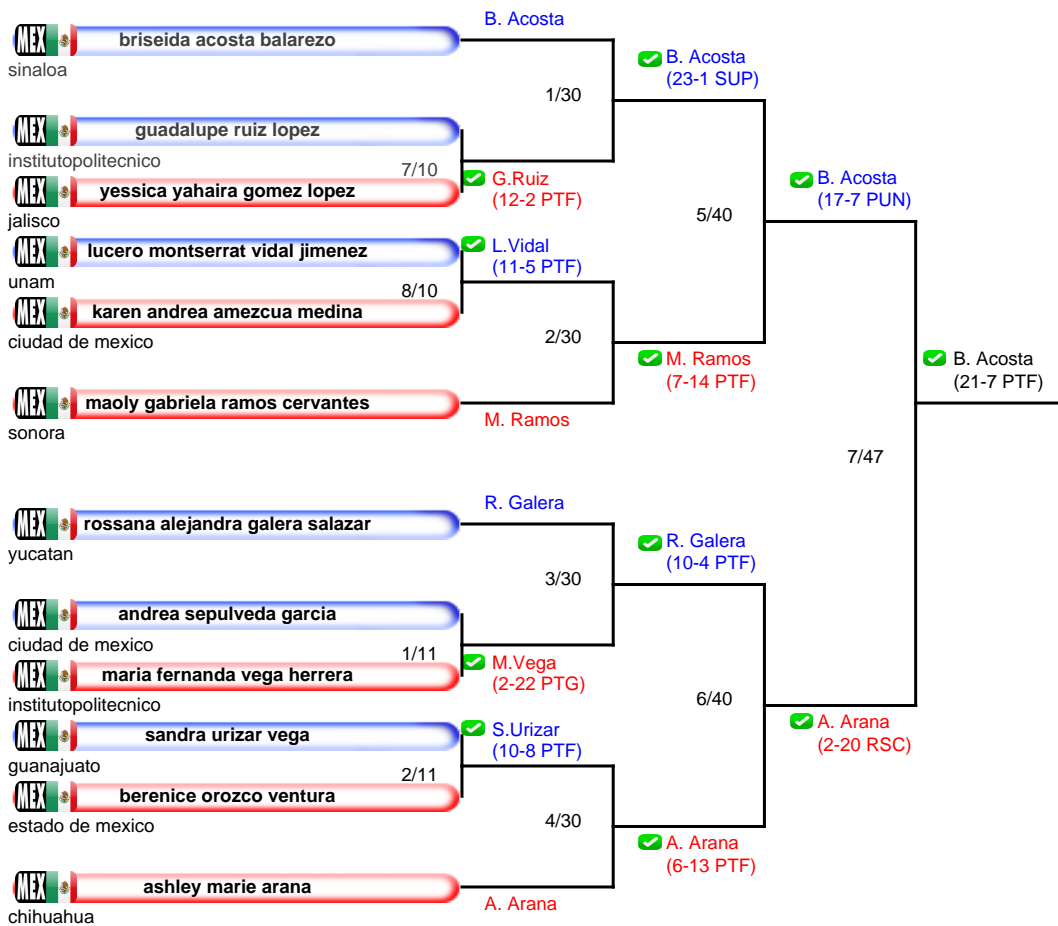 B. Acosta
MEX briseida acosta balarezo
sinaloa
B. Acosta
(23-1 SUP)
1/30
MEX guadalupe ruiz lopez
institutopolitecnico
7/10
G.Ruiz
(12-2 PTF)
MEX yessica yahaira gomez lopez
jalisco
B. Acosta
(17-7 PUN)
5/40
MEX lucero montserrat vidal jimenez
unam
L.Vidal
(11-5 PTF)
8/10
MEX karen andrea amezcua medina
ciudad de mexico
2/30
M. Ramos
(7-14 PTF)
B. Acosta
(21-7 PTF)
MEX maoly gabriela ramos cervantes
sonora
M. Ramos
7/47
R. Galera
MEX rossana alejandra galera salazar
yucatan
R. Galera
(10-4 PTF)
3/30
MEX andrea sepulveda garcia
ciudad de mexico
1/11
M.Vega
(2-22 PTG)
MEX maria fernanda vega herrera
institutopolitecnico
6/40
MEX sandra urizar vega
guanajuato
S.Urizar
(10-8 PTF)
A. Arana
(2-20 RSC)
2/11
MEX berenice orozco ventura
estado de mexico
4/30
A. Arana
(6-13 PTF)
MEX ashley marie arana
chihuahua
A. Arana